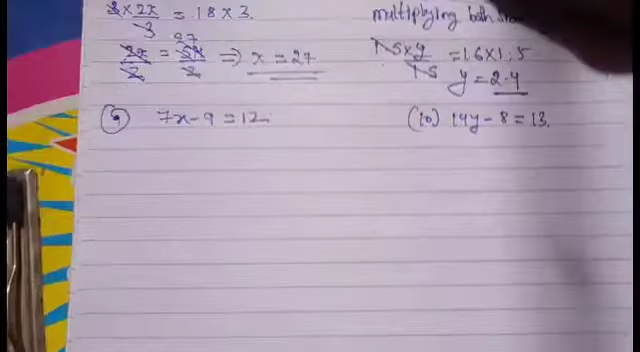 3 × 2x/3 = 18 × 3.
2x/2 = 54/2 27 ⇒ x = 27
multiplying both
1.5 × y/1.5 = 1.6 × 1.5
y = 2.4
(9) 7x - 9 = 12
(10) 14y - 8 = 13.